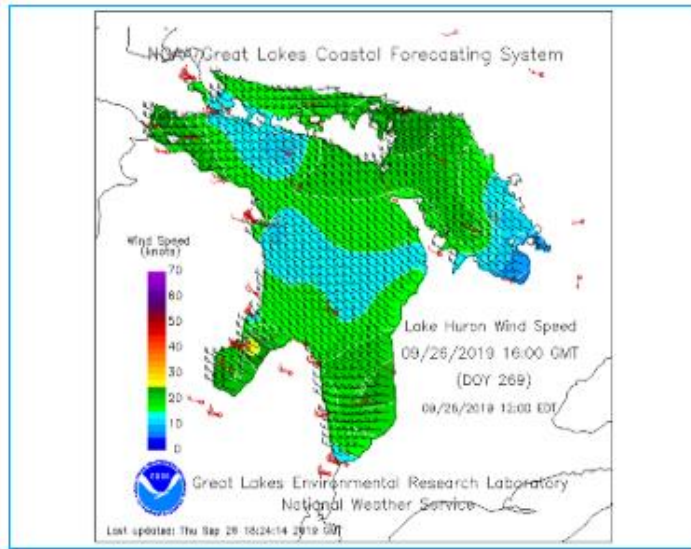 NOAA Great Lakes Coastal Forecasting System
Wind Speed
(knots)
70
60
50
40
30
20
10
0
Lake Huron Wind Speed
09/26/2019 16:00 GMT
(DOY 269)
09/26/2019 12:00 EDT
Great Lakes Environmental Research Laboratory
National Weather Service
Last updated: Thu Sep 26 18:24:14 2019 GMT